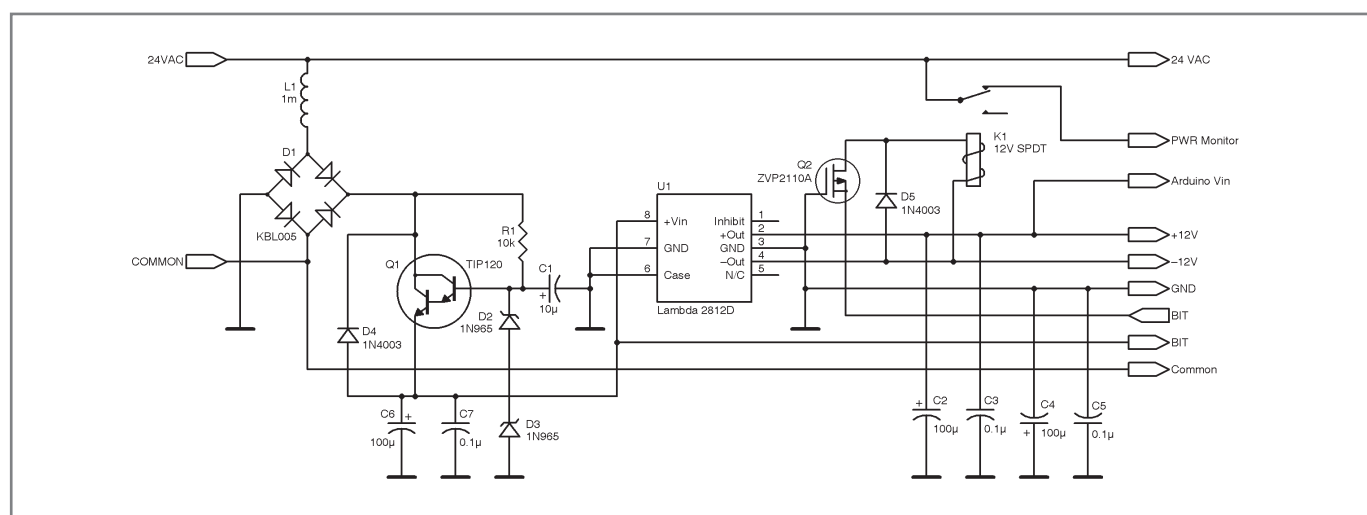 24VAC
24 VAC
L1
1m
D1
K1
12V SPDT
PWR Monitor
Q2
ZVP2110A
Arduino Vin
U1
D5
1N4003
8
+Vin
Inhibit
1
KBL005
R1
10k
+Out
2
+12V
7
GND
GND
3
COMMON
Q1
TIP120
C1
6
Case
–Out
4
–12V
N/C
5
+
10µ
GND
Lambda 2812D
D2
1N965
BIT
D4
1N4003
BIT
Common
C6
+
100µ
C7
0.1µ
D3
1N965
+
C2
100µ
C3
0.1µ
C4
+
100µ
C5
0.1µ